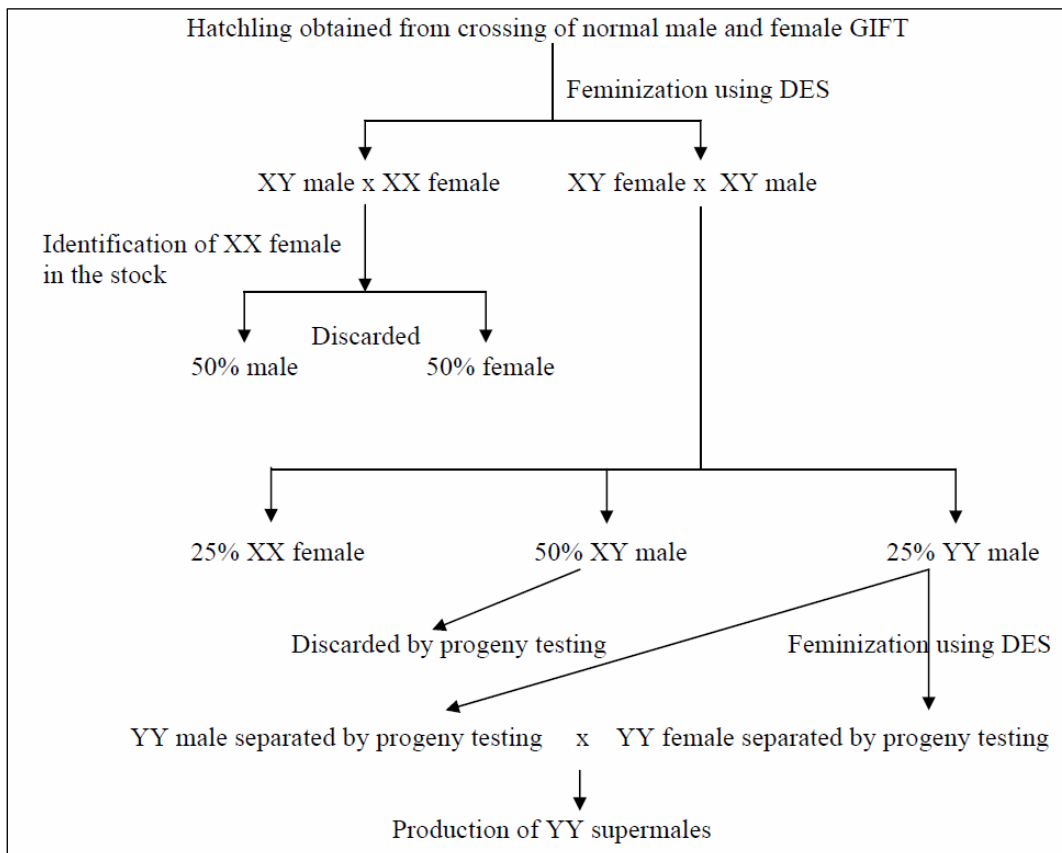 Hatchling obtained from crossing of normal male and female GIFT
Feminization using DES
XY male x XX female
XY female x XY male
Identification of XX female
in the stock
Discarded
50% male
50% female
25% XX female
50% XY male
25% YY male
Discarded by progeny testing
Feminization using DES
YY male separated by progeny testing x YY female separated by progeny testing
Production of YY supermales